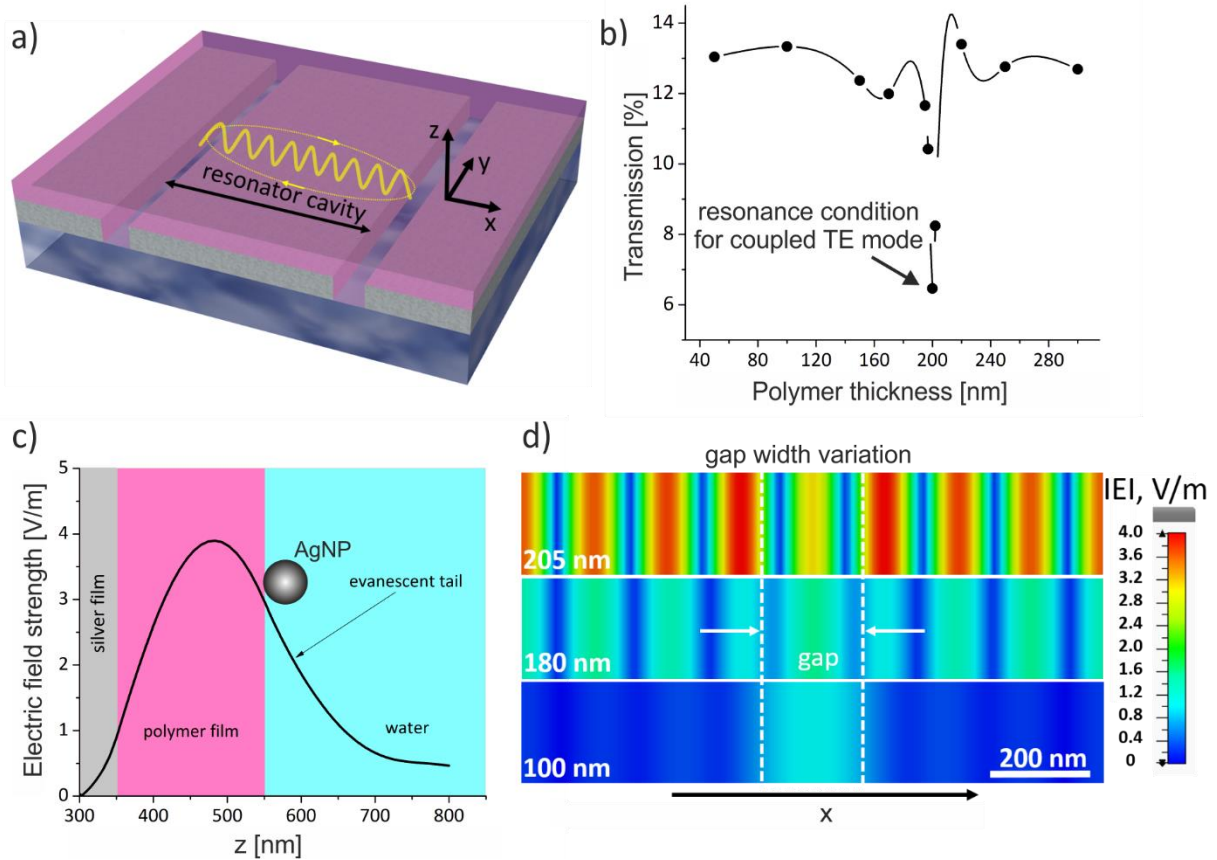 a)
z
y
x
resonator cavity
b)
14
12
10
8
6
Transmission [%]
resonance condition
for coupled TE mode
40 80 120 160 200 240 280
Polymer thickness [nm]
c)
5
4
3
2
1
0
Electric field strength [V/m]
silver film
AgNP
evanescent tail
polymer film
water
300 400 500 600 700 800
z [nm]
d)
gap width variation
IEI, V/m
205 nm
180 nm
gap
100 nm
200 nm
x
4.0
3.6
2.8
2.4
2.0
1.6
1.2
0.8
0.4
0